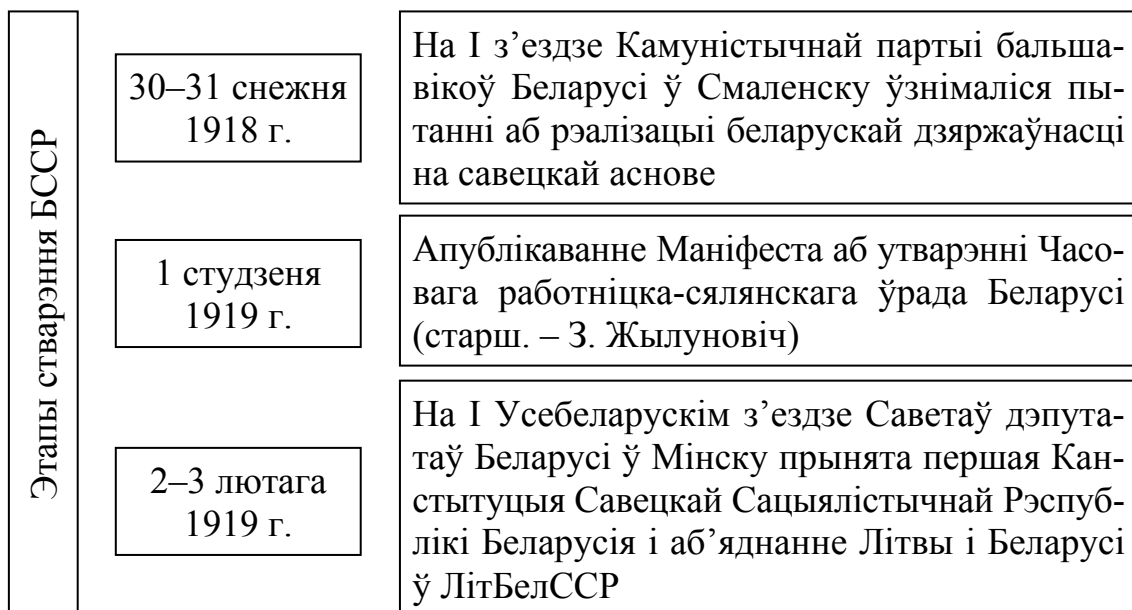 Этапы стварэння БССР
30–31 снежня
1918 г.
На I з’ездзе Камуністычнай партыі бальша-
вікоў Беларусі ў Смаленску ўзнімаліся пы-
танні аб рэалізацыі беларускай дзяржаўнасці
на савецкай аснове
1 студзеня
1919 г.
Апублікаванне Маніфеста аб утварэнні Часо-
вага работніцка-сялянскага ўрада Беларусі
(старш. – З. Жылуновіч)
2–3 лютага
1919 г.
На I Усебеларускім з’ездзе Саветаў дэпута-
таў Беларусі ў Мінску прынята першая Кан-
стытуцыя Савецкай Сацыялістычнай Рэспуб-
лікі Беларусія і аб’яднанне Літвы і Беларусі
ў ЛітБелССР